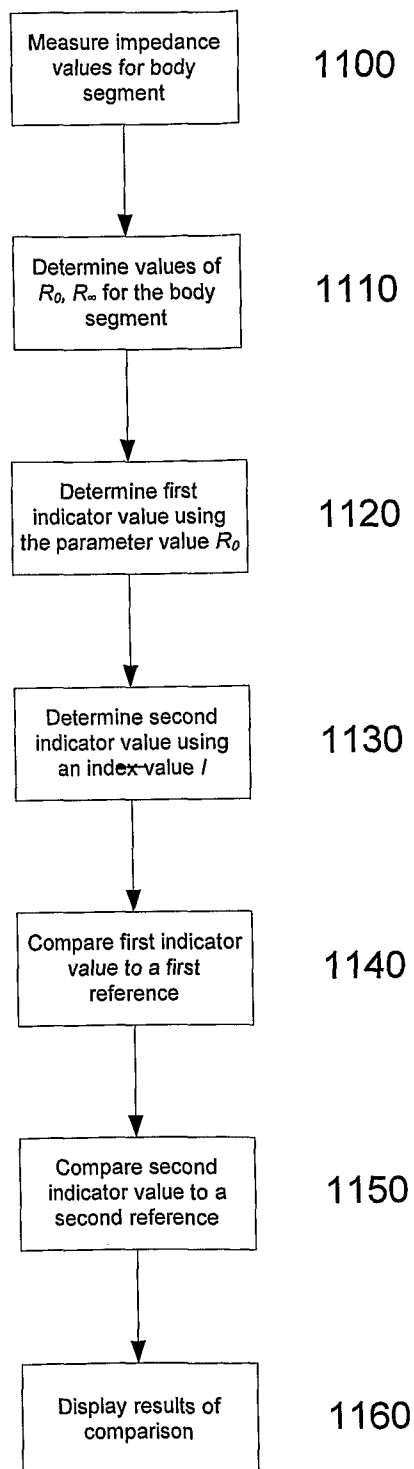 Measure impedance
values for body
segment
1100
Determine values of
R₀, R∞ for the body
segment
1110
Determine first
indicator value using
the parameter value R₀
1120
Determine second
indicator value using
an index value I
1130
Compare first indicator
value to a first
reference
1140
Compare second
indicator value to a
second reference
1150
Display results of
comparison
1160